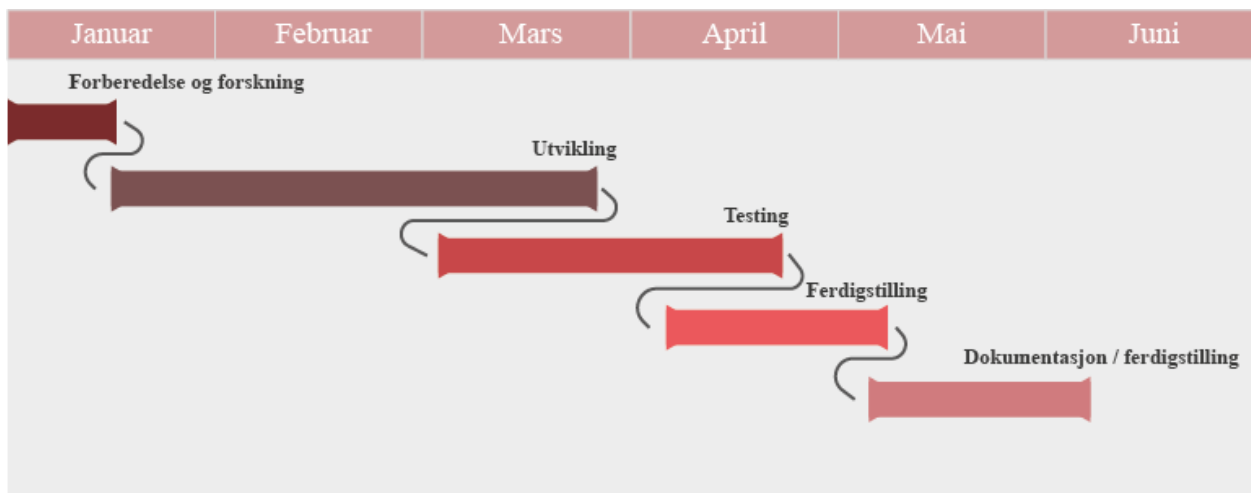 Januar Februar Mars April Mai Juni
Forberedelse og forskning
Utvikling
Testing
Ferdigstilling
Dokumentasjon / ferdigstilling